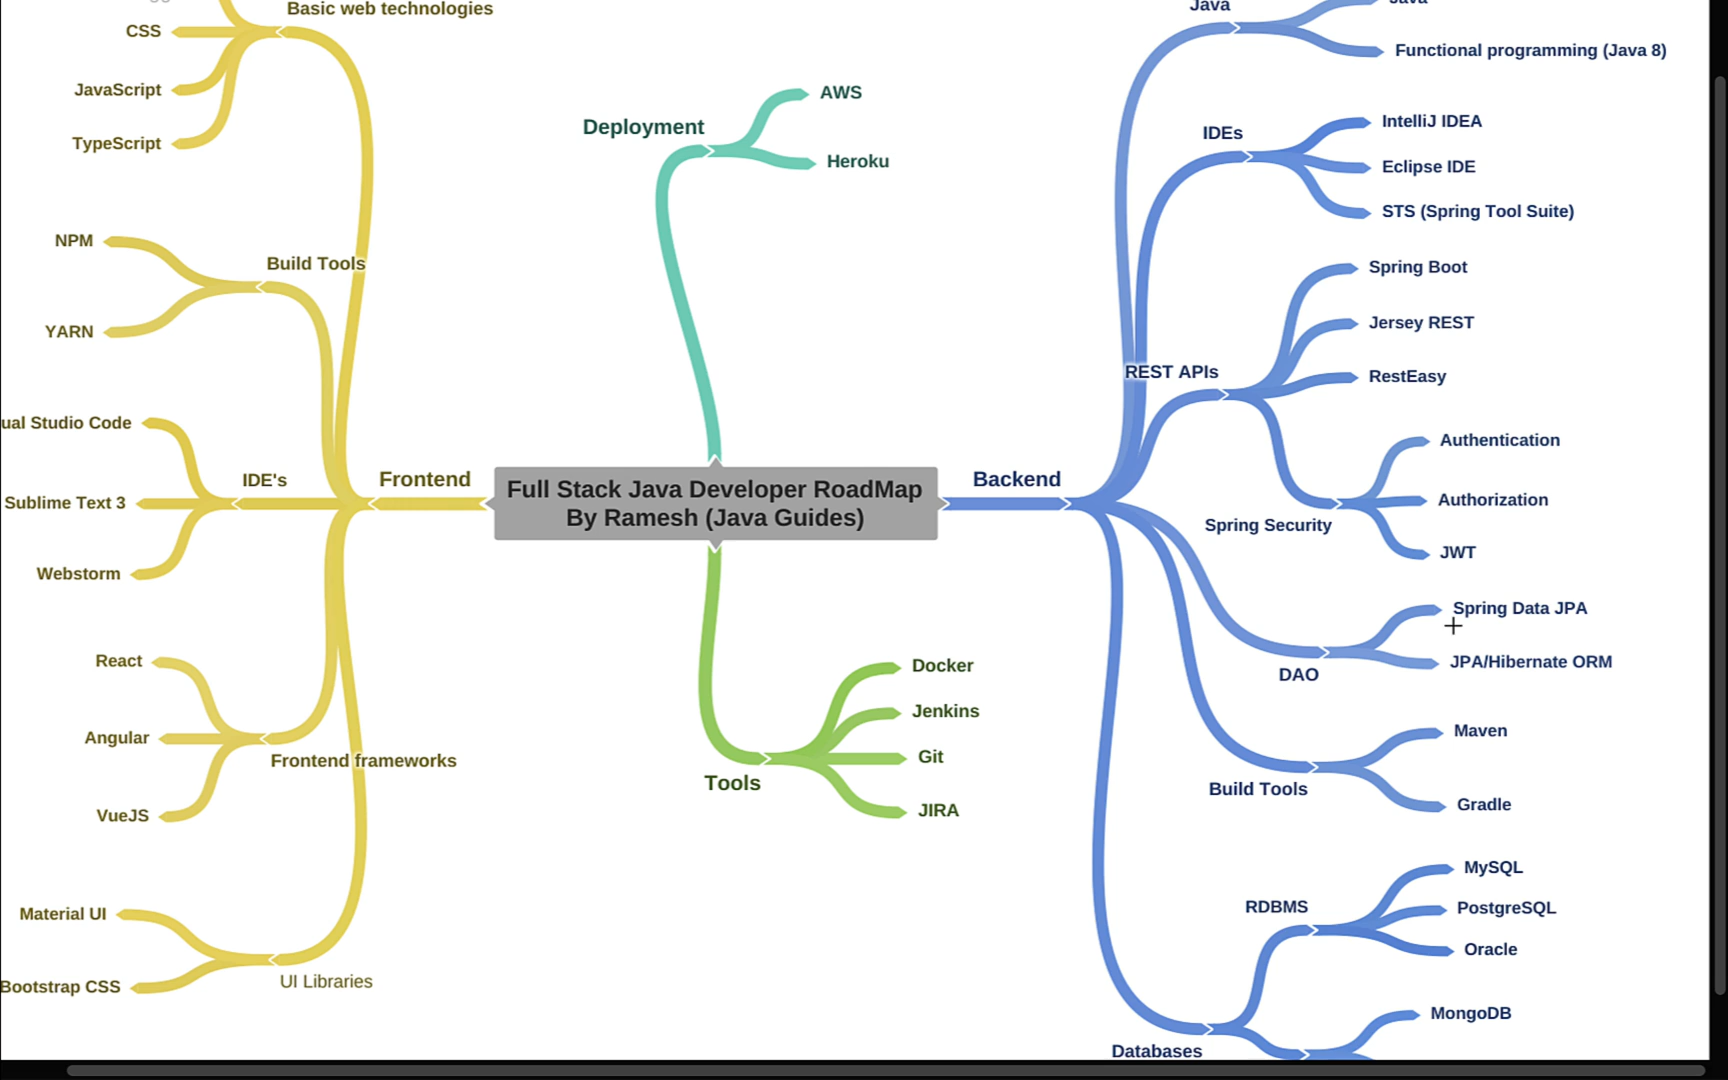 Basic web technologies
CSS
JavaScript
TypeScript
NPM
Build Tools
YARN
ual Studio Code
IDE's
Sublime Text 3
Webstorm
React
Angular
Frontend frameworks
VueJS
Material UI
UI Libraries
Bootstrap CSS
Frontend
Deployment
AWS
Heroku
Full Stack Java Developer RoadMap
By Ramesh (Java Guides)
Tools
Docker
Jenkins
Git
JIRA
Backend
Java
Java
Functional programming (Java 8)
IDEs
IntelliJ IDEA
Eclipse IDE
STS (Spring Tool Suite)
REST APIs
Spring Boot
Jersey REST
RestEasy
Spring Security
Authentication
Authorization
JWT
DAO
Spring Data JPA
JPA/Hibernate ORM
Build Tools
Maven
Gradle
Databases
RDBMS
MySQL
PostgreSQL
Oracle
MongoDB